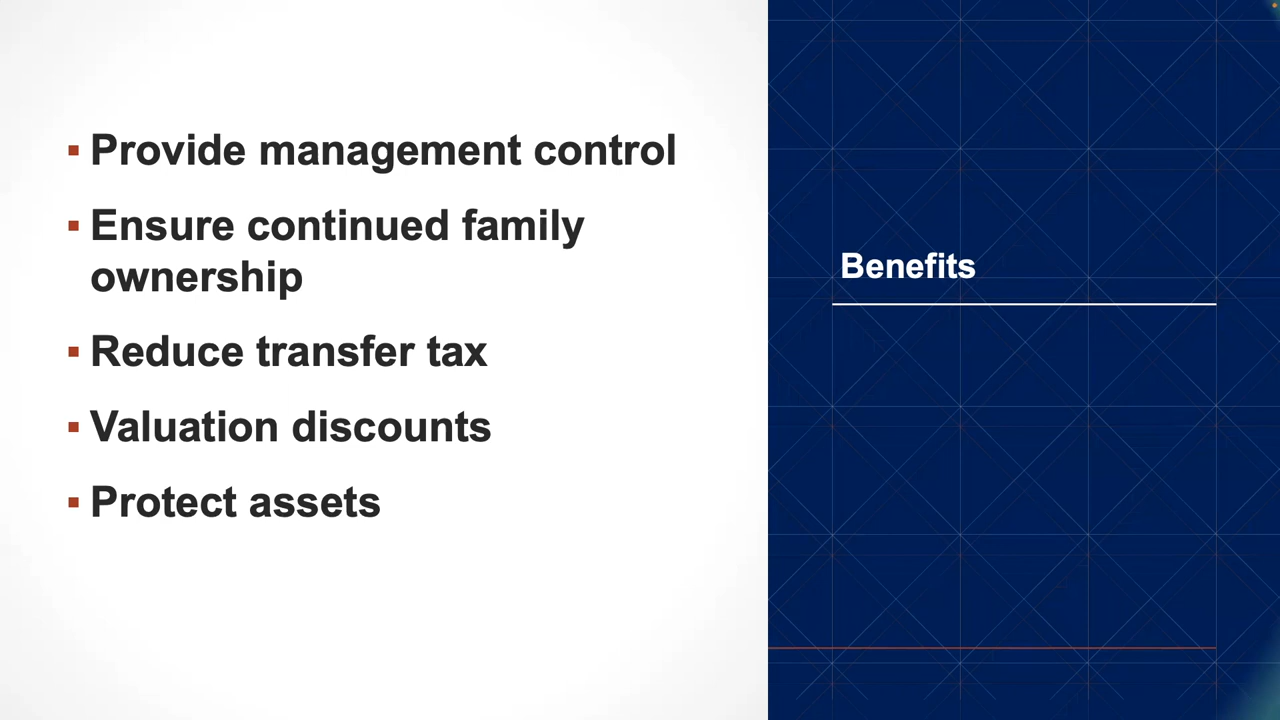 ▪ Provide management control
▪ Ensure continued family
ownership
▪ Reduce transfer tax
▪ Valuation discounts
▪ Protect assets
Benefits